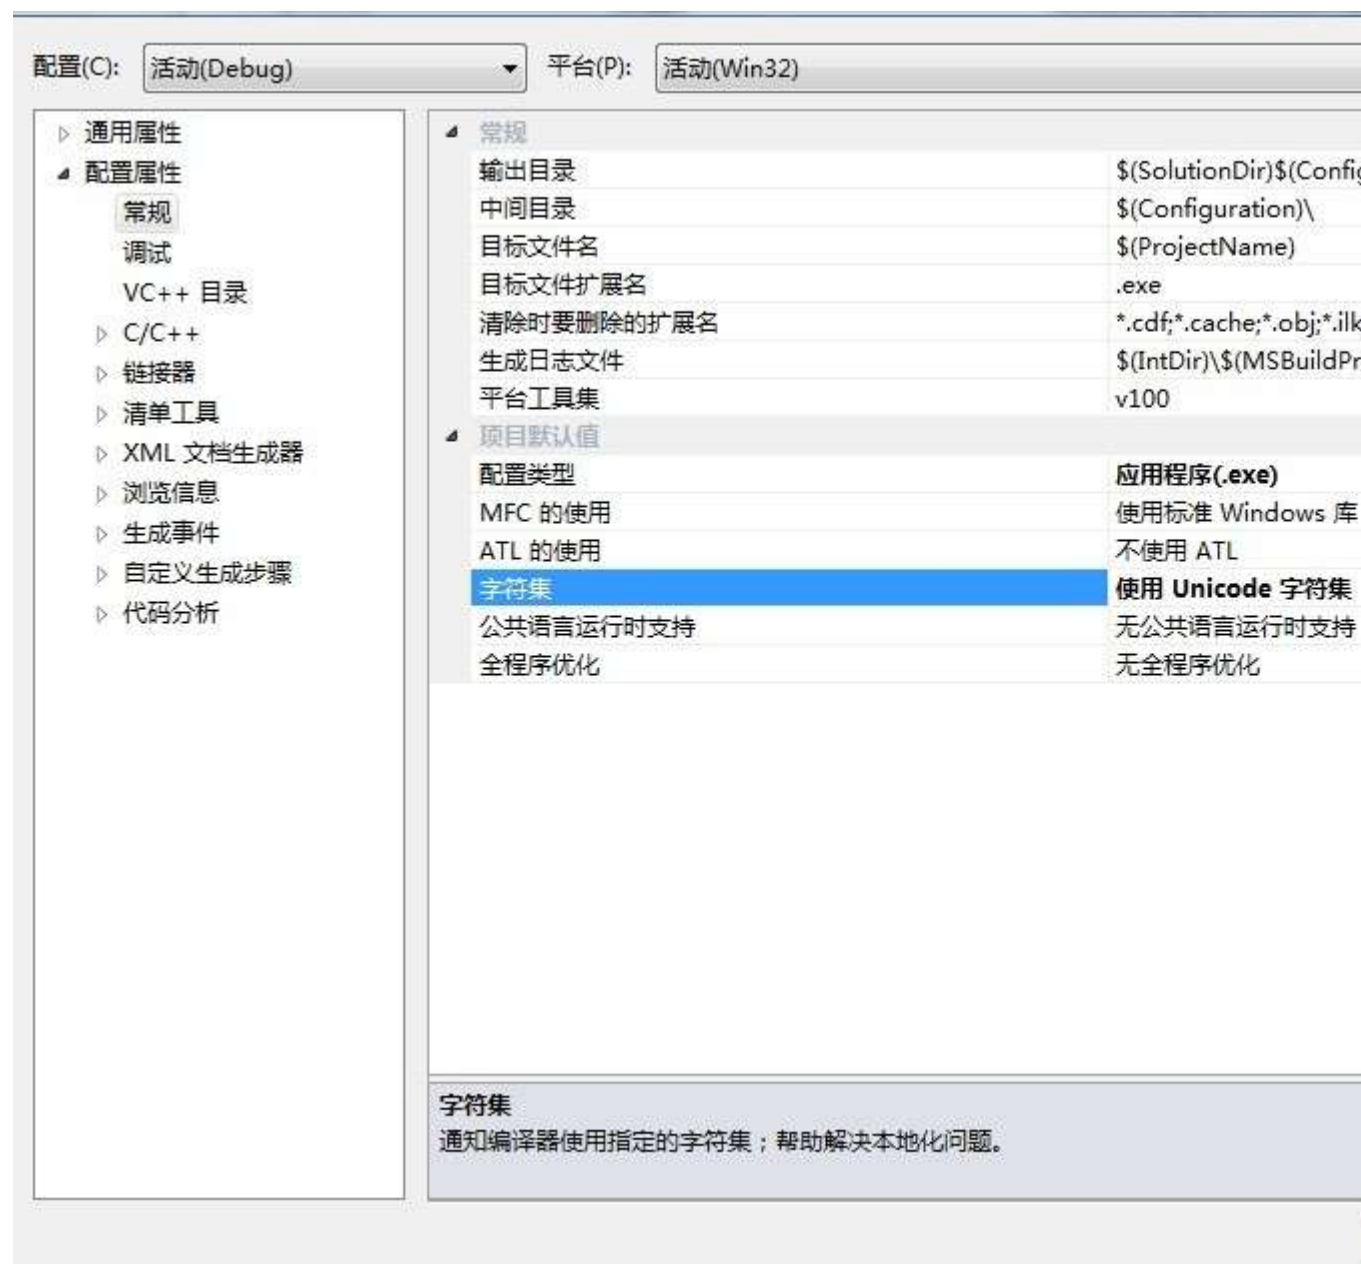 配置(C): 活动(Debug) 平台(P): 活动(Win32)
通用属性
配置属性
常规
调试
VC++ 目录
C/C++
链接器
清单工具
XML 文档生成器
浏览信息
生成事件
自定义生成步骤
代码分析
常规
输出目录 $(SolutionDir)$(Config
中间目录 $(Configuration)\
目标文件名 $(ProjectName)
目标文件扩展名 .exe
清除时要删除的扩展名 *.cdf;*.cache;*.obj;*.ilk
生成日志文件 $(IntDir)\$(MSBuildPr
平台工具集 v100
项目默认值
配置类型 应用程序(.exe)
MFC 的使用 使用标准 Windows 库
ATL 的使用 不使用 ATL
字符集 使用 Unicode 字符集
公共语言运行时支持 无公共语言运行时支持
全程序优化 无全程序优化
字符集
通知编译器使用指定的字符集；帮助解决本地化问题。